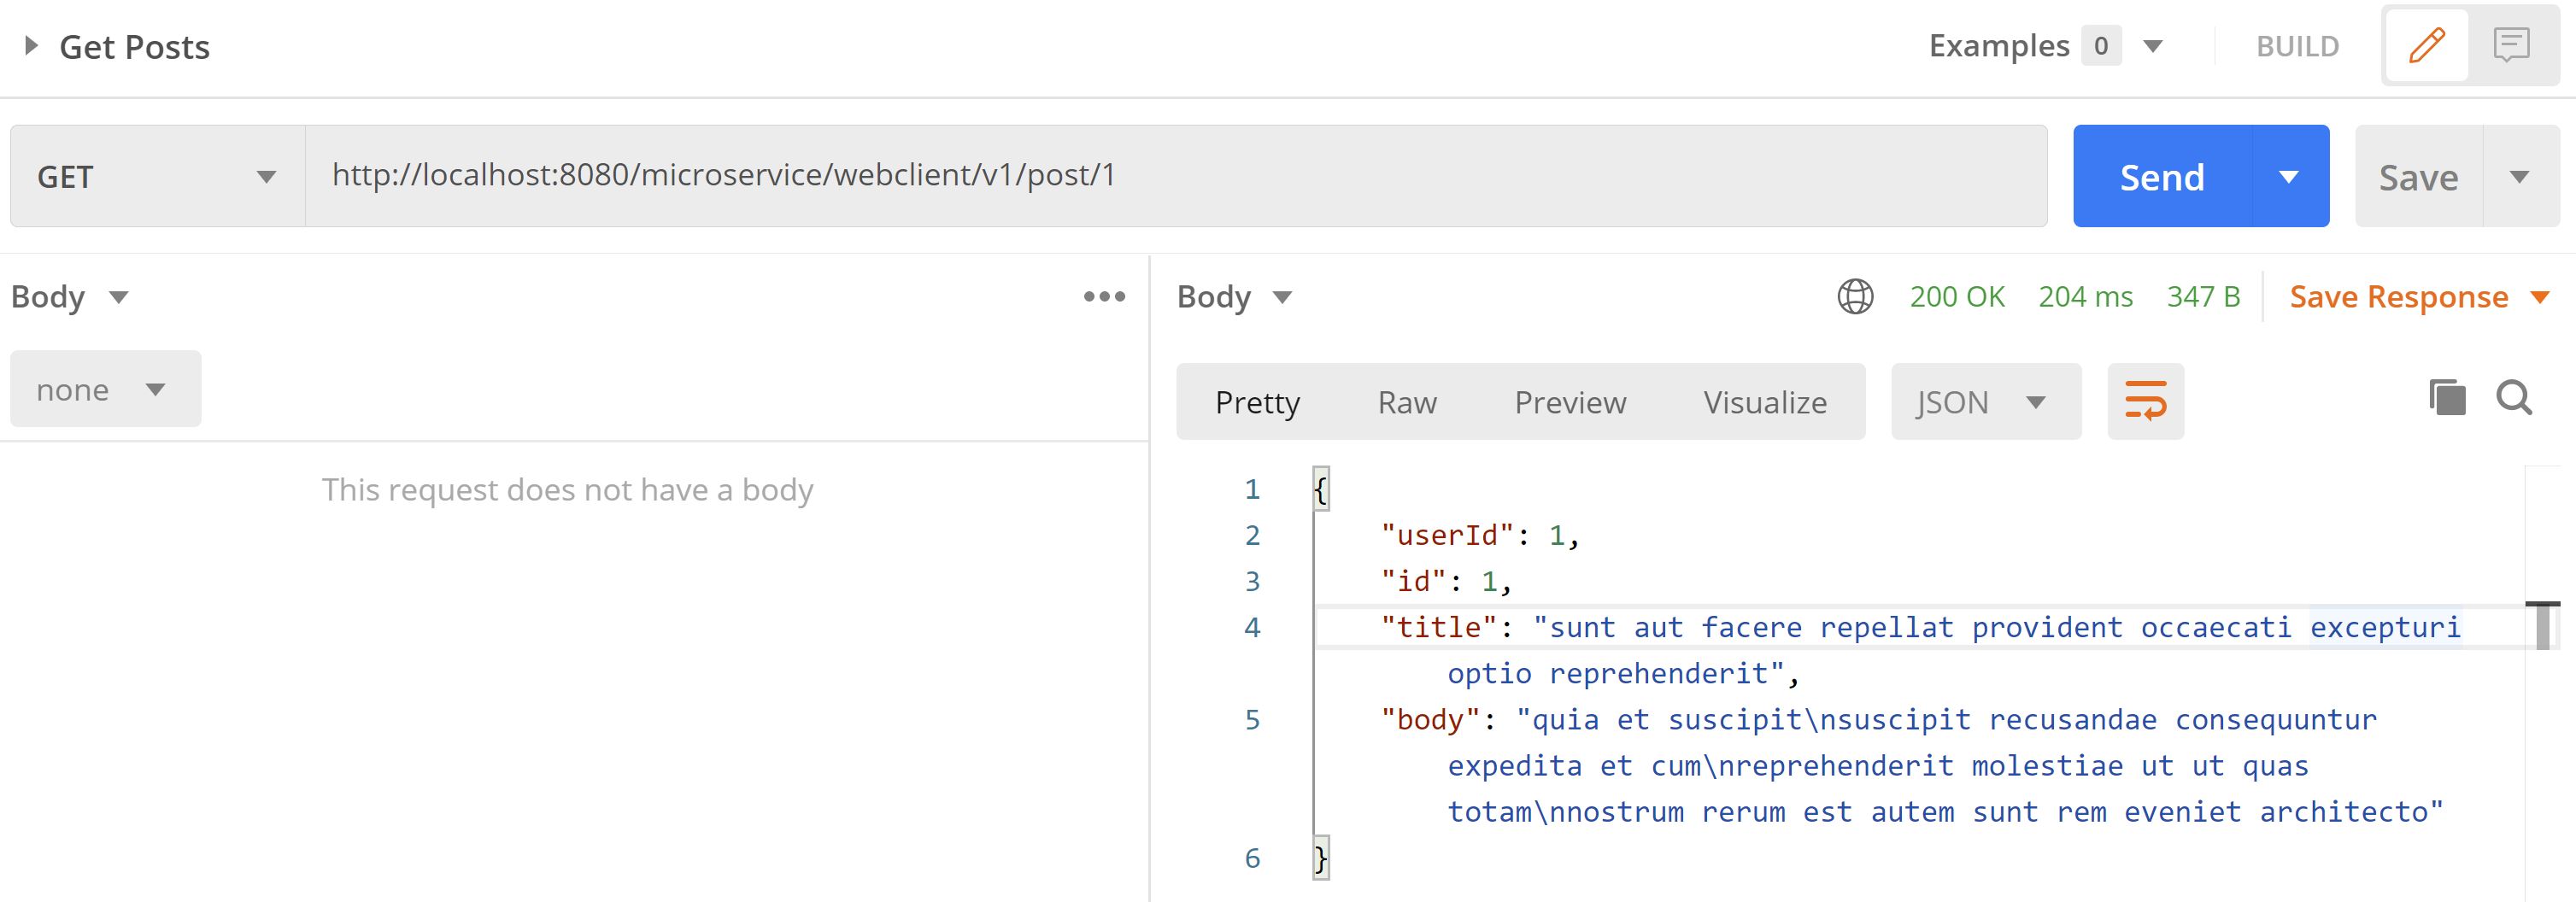 Get Posts
Examples 0
BUILD
GET
http://localhost:8080/microservice/webclient/v1/post/1
Send
Save
Body
none
This request does not have a body
Body
200 OK 204 ms 347 B
Save Response
Pretty Raw Preview Visualize
JSON
1 {
2 "userId": 1,
3 "id": 1,
4 "title": "sunt aut facere repellat provident occaecati excepturi
optio reprehenderit",
5 "body": "quia et suscipit\nsuscipit recusandae consequuntur
expedita et cum\nreprehenderit molestiae ut ut quas
totam\nnostrum rerum est autem sunt rem eveniet architecto"
6 }